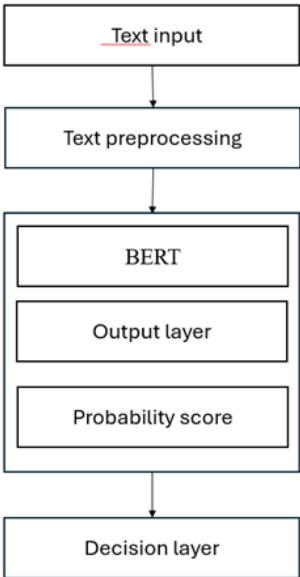 Text input
Text preprocessing
BERT
Output layer
Probability score
Decision layer